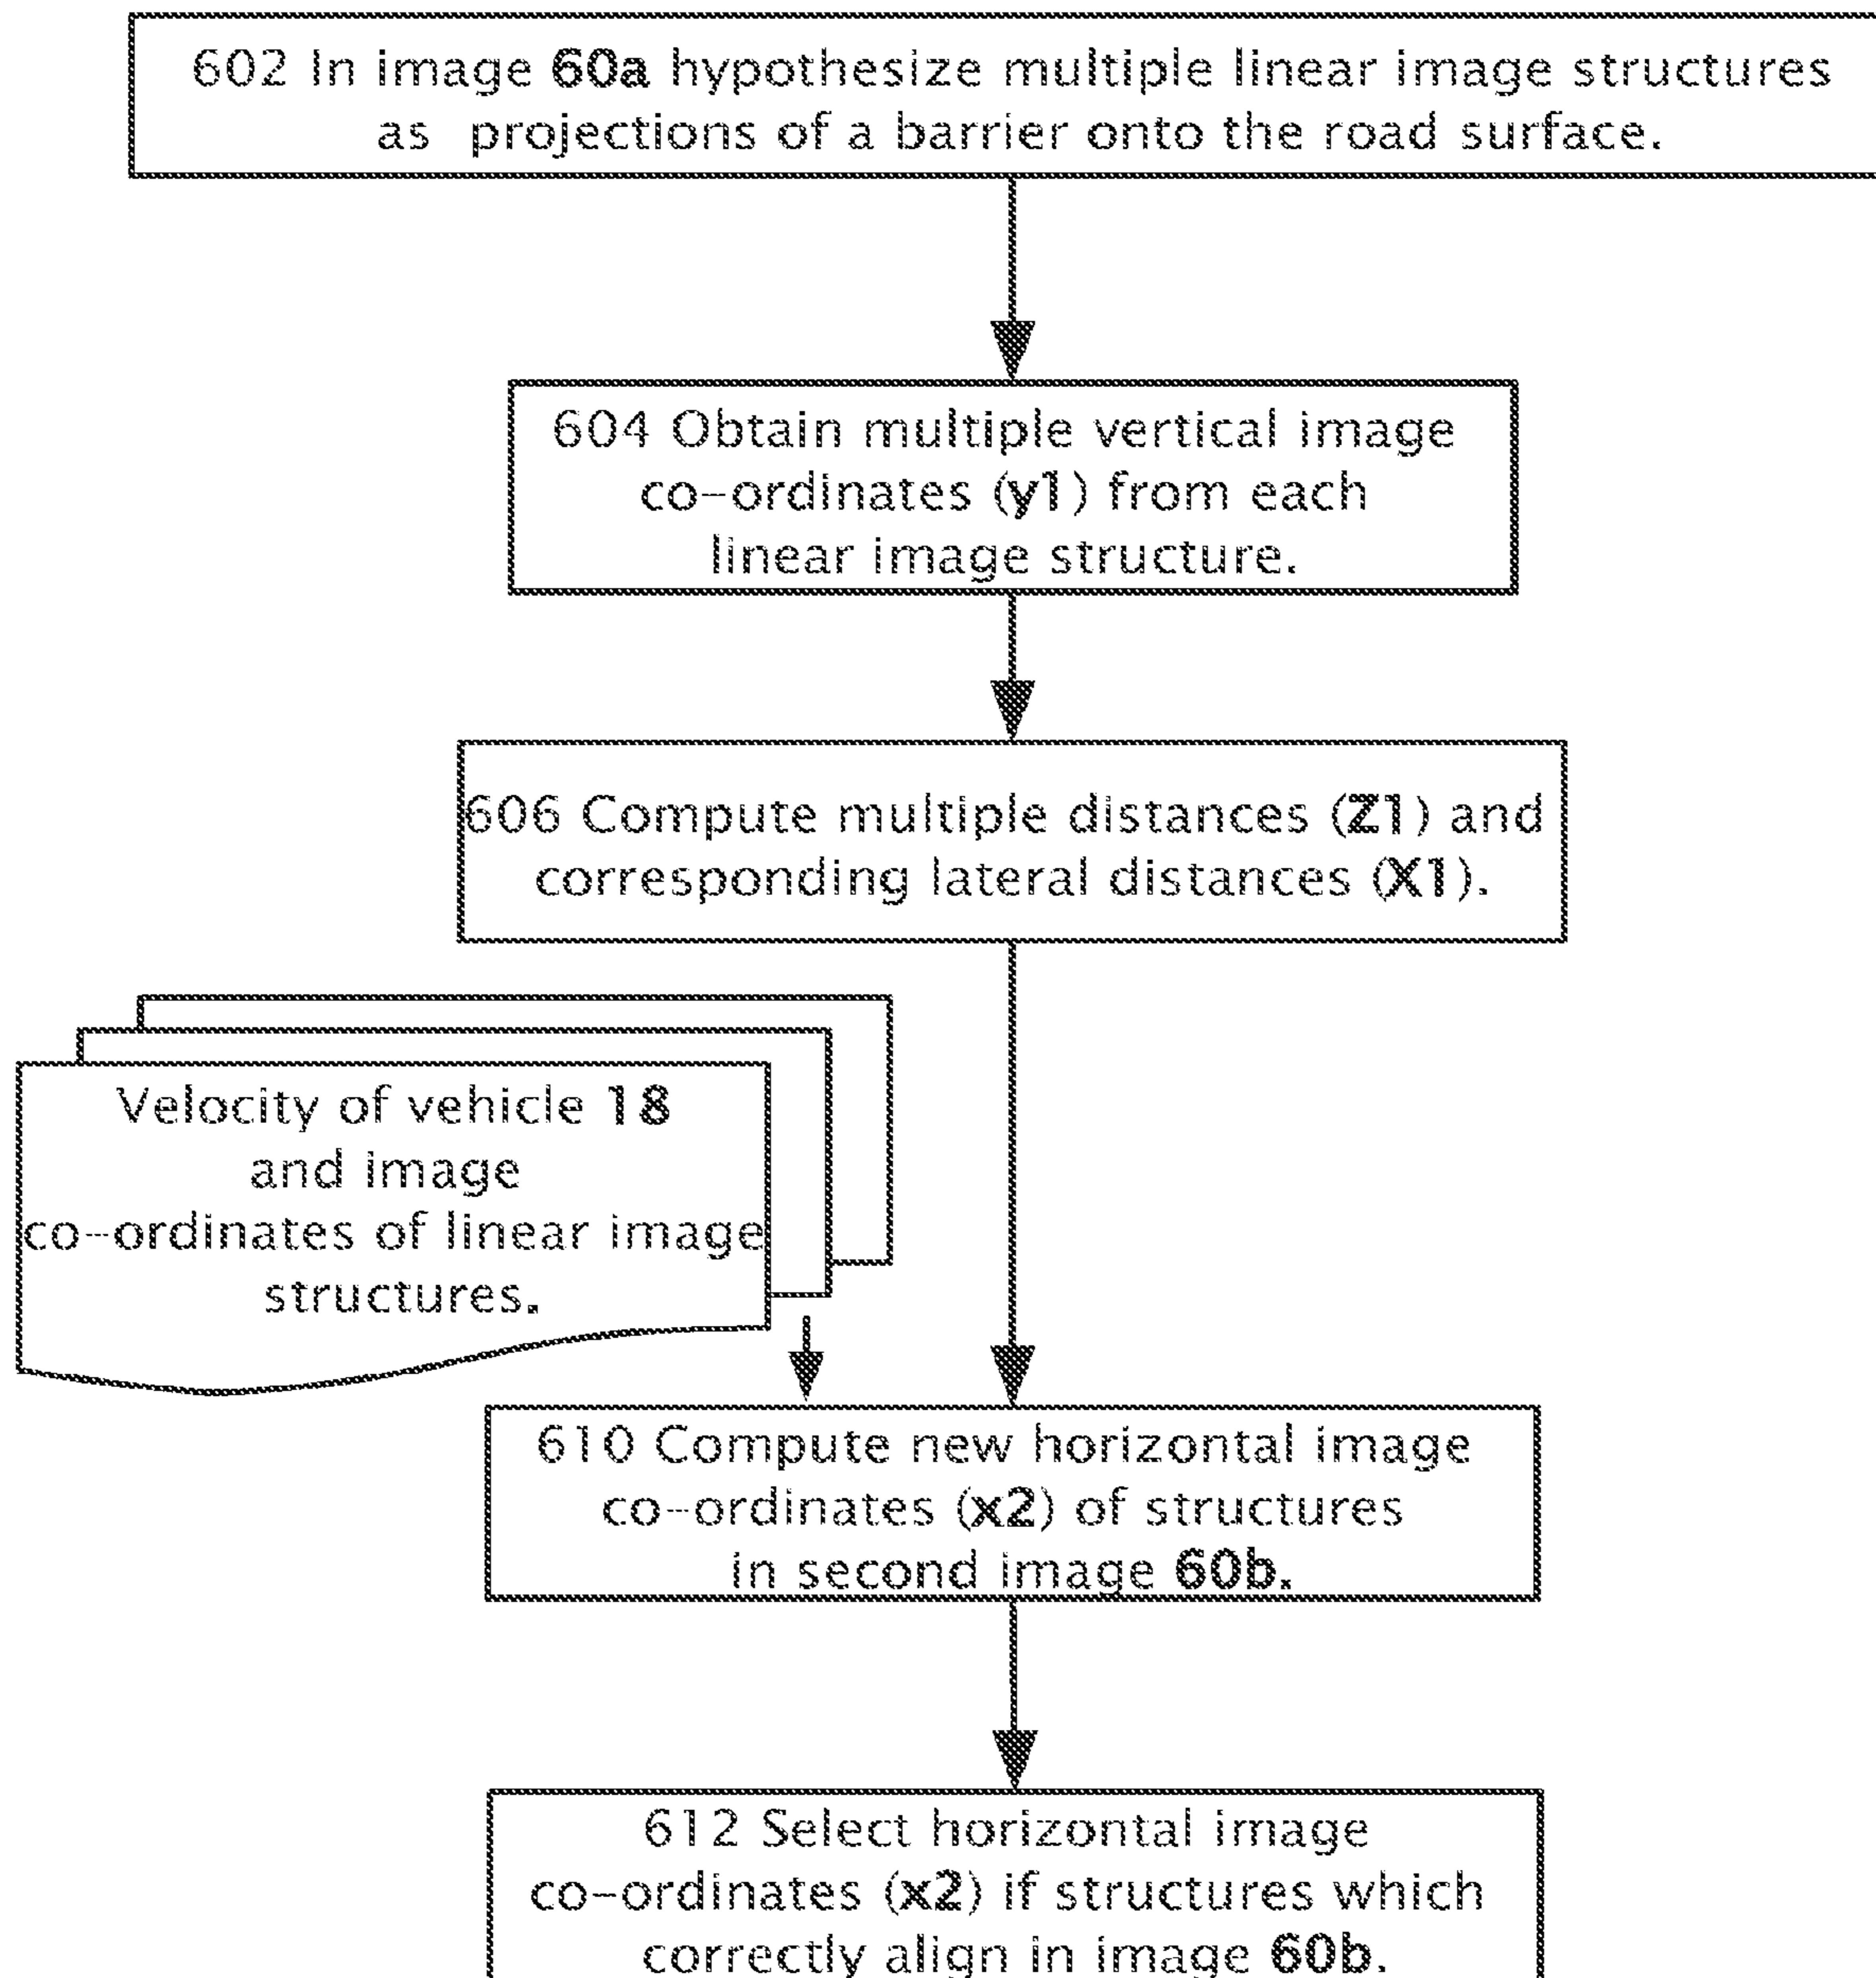 602 In image 60a hypothesize multiple linear image structures
as projections of a barrier onto the road surface.
604 Obtain multiple vertical image
co-ordinates (y1) from each
linear image structure.
606 Compute multiple distances (Z1) and
corresponding lateral distances (X1).
Velocity of vehicle 18
and image
co-ordinates of linear image
structures.
610 Compute new horizontal image
co-ordinates (x2) of structures
in second image 60b.
612 Select horizontal image
co-ordinates (x2) if structures which
correctly align in image 60b.